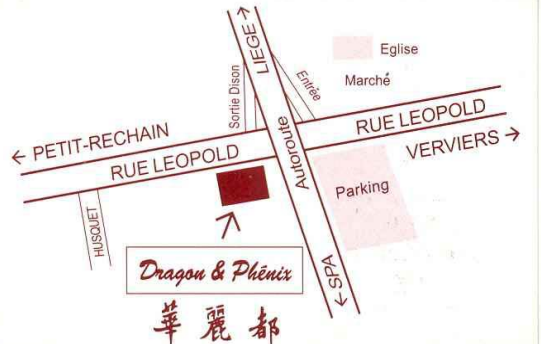 LIEGE →
Eglise
Entrée
Marché
Sortie Dison
← PETIT-RECHAIN
RUE LEOPOLD
RUE LEOPOLD
VERVIERS →
Autoroute
Parking
HUSQUET
Dragon & Phénix
← SPA
華麗都